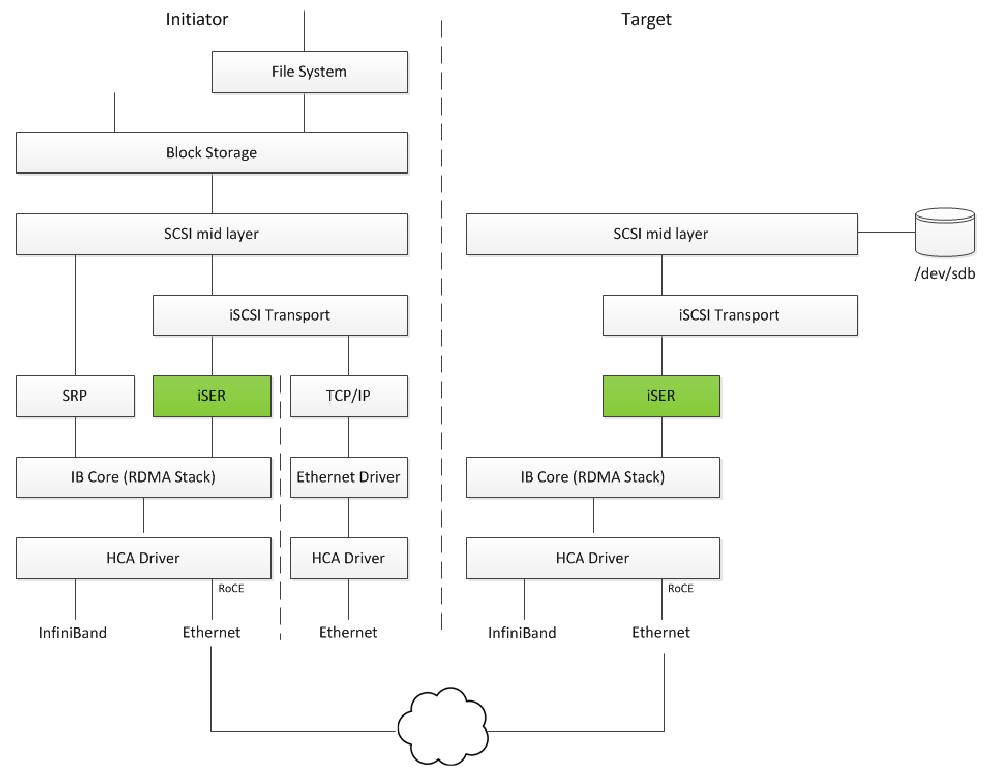 Initiator
Target
File System
Block Storage
SCSI mid layer
SCSI mid layer
/dev/sdb
iSCSI Transport
iSCSI Transport
SRP
iSER
TCP/IP
iSER
IB Core (RDMA Stack)
Ethernet Driver
IB Core (RDMA Stack)
HCA Driver
HCA Driver
HCA Driver
RoCE
RoCE
InfiniBand
Ethernet
Ethernet
InfiniBand
Ethernet